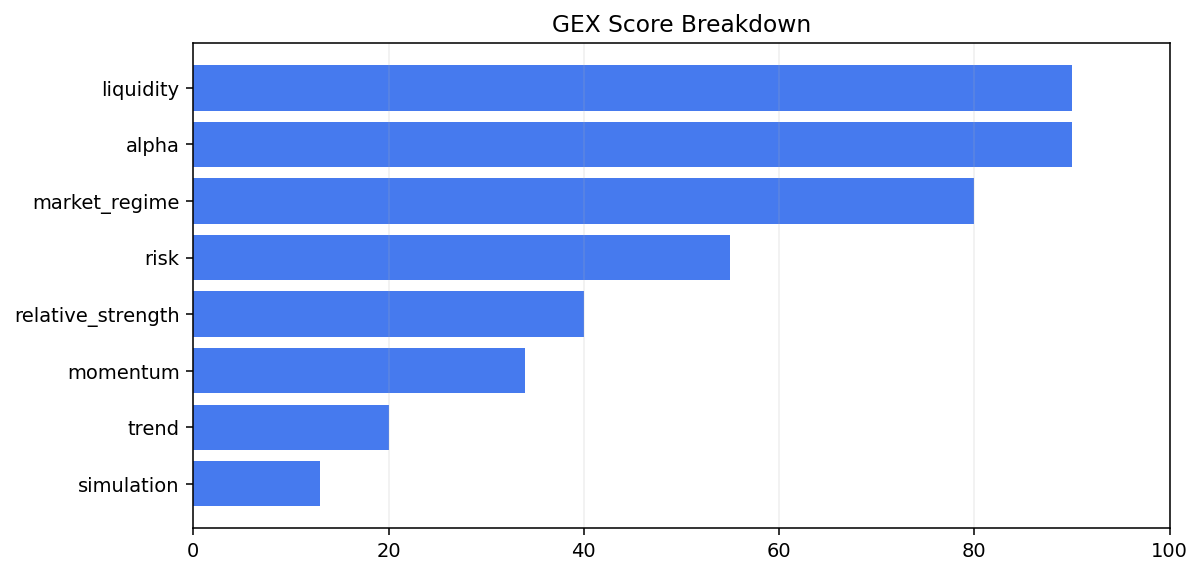 GEX Score Breakdown
liquidity
alpha
market_regime
risk
relative_strength
momentum
trend
simulation
0 20 40 60 80 100